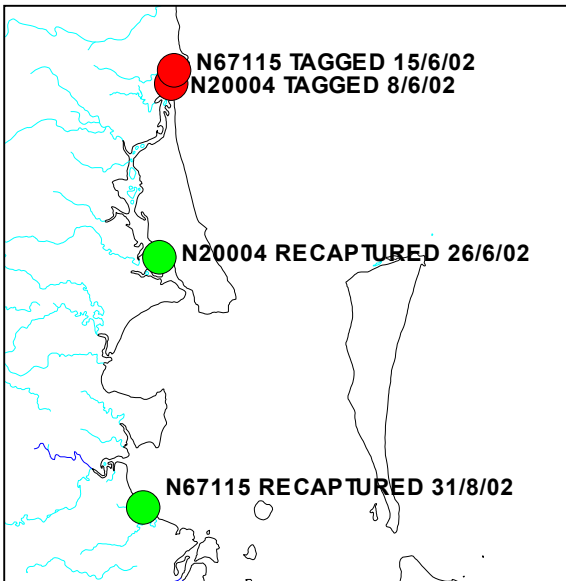 N67115 TAGGED 15/6/02
N20004 TAGGED 8/6/02
N20004 RECAPTURED 26/6/02
N67115 RECAPTURED 31/8/02